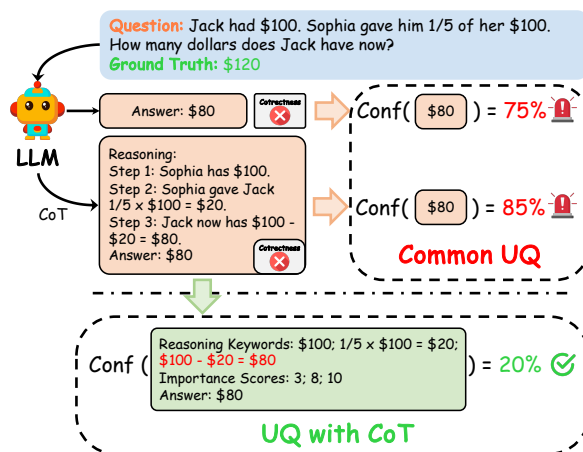 Question: Jack had $100. Sophia gave him 1/5 of her $100.
How many dollars does Jack have now?
Ground Truth: $120
LLM
Answer: $80
Cotrectness
Conf( $80 ) = 75%
CoT
Reasoning:
Step 1: Sophia has $100.
Step 2: Sophia gave Jack
1/5 x $100 = $20.
Step 3: Jack now has $100 -
$20 = $80.
Answer: $80
Cotrectness
Conf( $80 ) = 85%
Common UQ
Conf (
Reasoning Keywords: $100; 1/5 x $100 = $20;
$100 - $20 = $80
Importance Scores: 3; 8; 10
Answer: $80
) = 20%
UQ with CoT